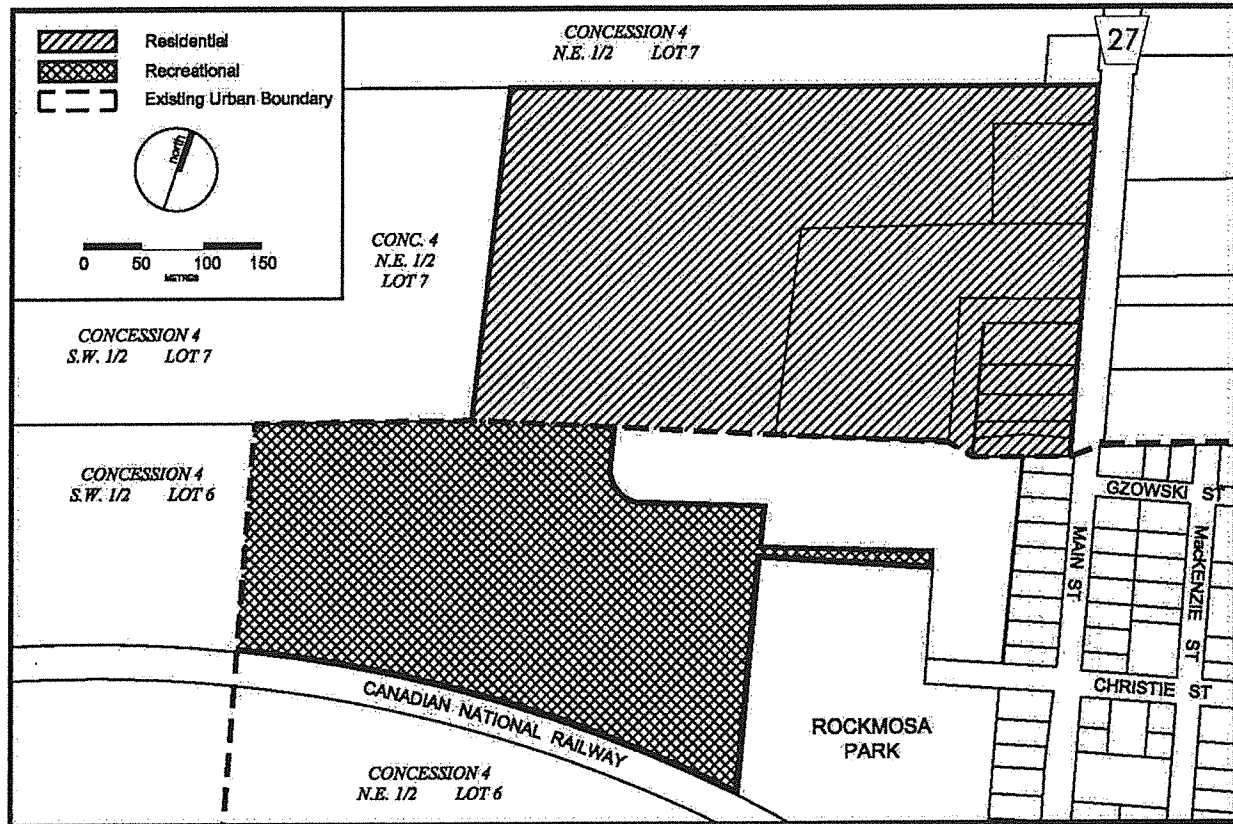 Residential
Recreational
Existing Urban Boundary
north
0 50 100 150
METRES
CONCESSION 4
N.E. 1/2 LOT 7
27
CONC. 4
N.E. 1/2
LOT 7
CONCESSION 4
S.W. 1/2 LOT 7
CONCESSION 4
S.W. 1/2 LOT 6
GZOWSKI ST
MAIN ST
MacKENZIE ST
CHRISTIE ST
CANADIAN NATIONAL RAILWAY
ROCKMOSA
PARK
CONCESSION 4
N.E. 1/2 LOT 6